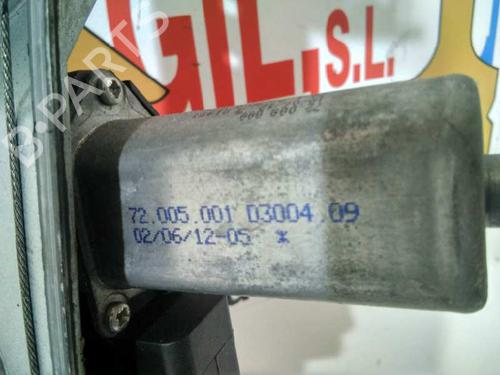 B-PARTS
GIL,S.L.
72.005.001 D3004.09
02/06/12-05 *